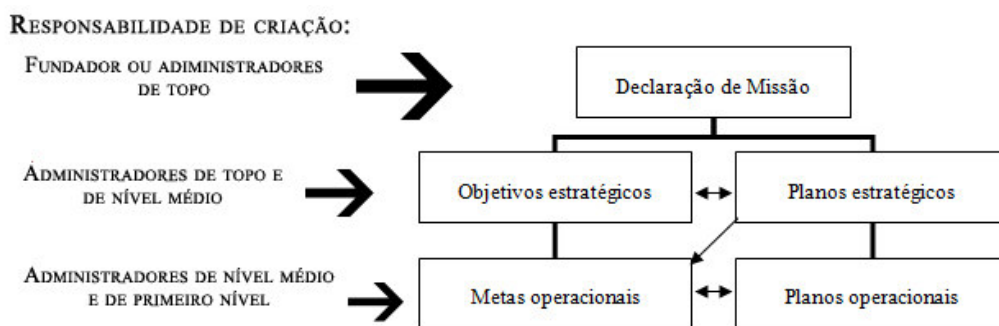 RESPONSABILIDADE DE CRIAÇÃO:
FUNDADOR OU ADIMINISTRADORES
DE TOPO
Declaração de Missão
ADMINISTRADORES DE TOPO E
DE NÍVEL MÉDIO
Objetivos estratégicos
Planos estratégicos
ADMINISTRADORES DE NÍVEL MÉDIO
E DE PRIMEIRO NÍVEL
Metas operacionais
Planos operacionais